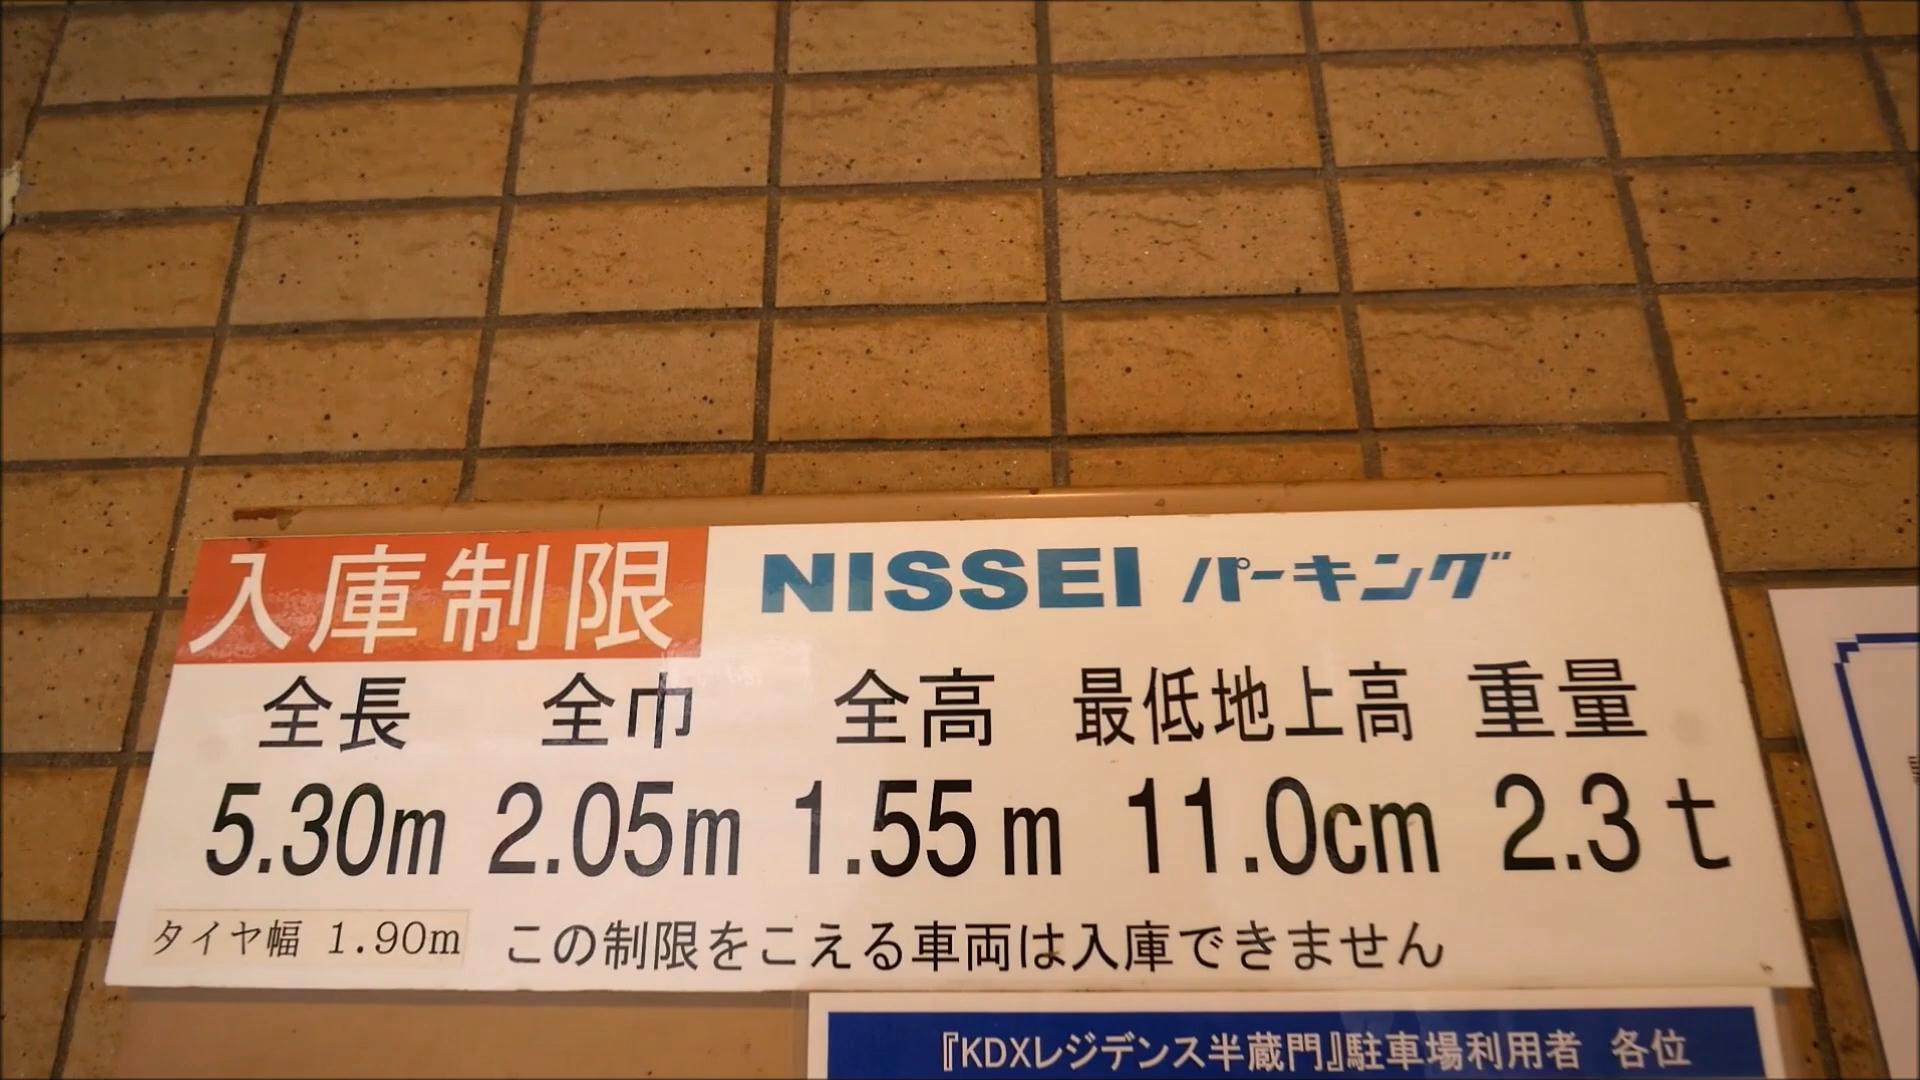 入庫制限 NISSEI パーキング
全長 全巾 全高 最低地上高 重量
5.30m 2.05m 1.55m 11.0cm 2.3t
タイヤ幅 1.90m この制限をこえる車両は入庫できません
『KDXレジデンス半蔵門』駐車場利用者 各位